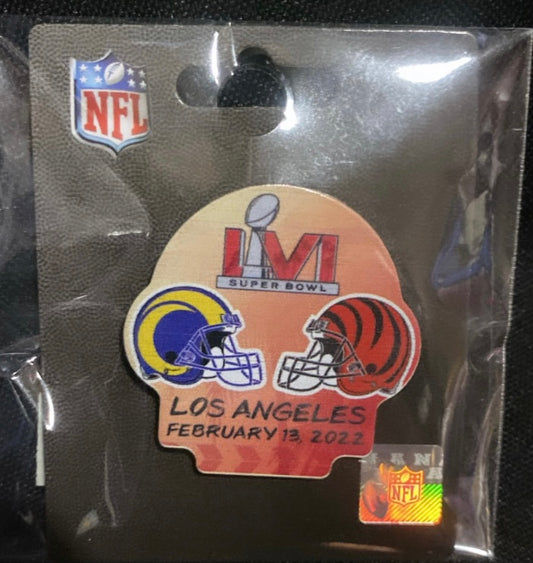 NFL
LVI
SUPER BOWL
LOS ANGELES
FEBRUARY 13, 2022
NFL